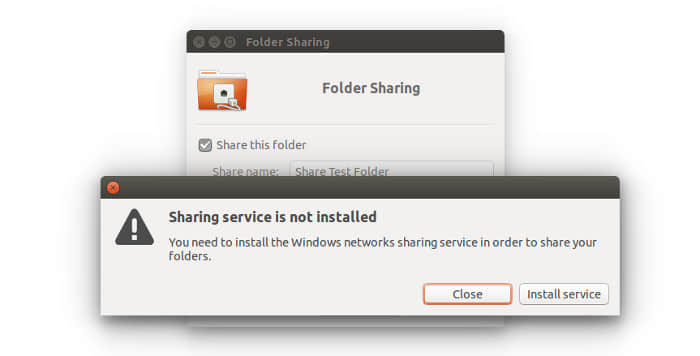 Folder Sharing
Folder Sharing
Share this folder
Share name: Share Test Folder
Sharing service is not installed
You need to install the Windows networks sharing service in order to share your
folders.
Close Install service